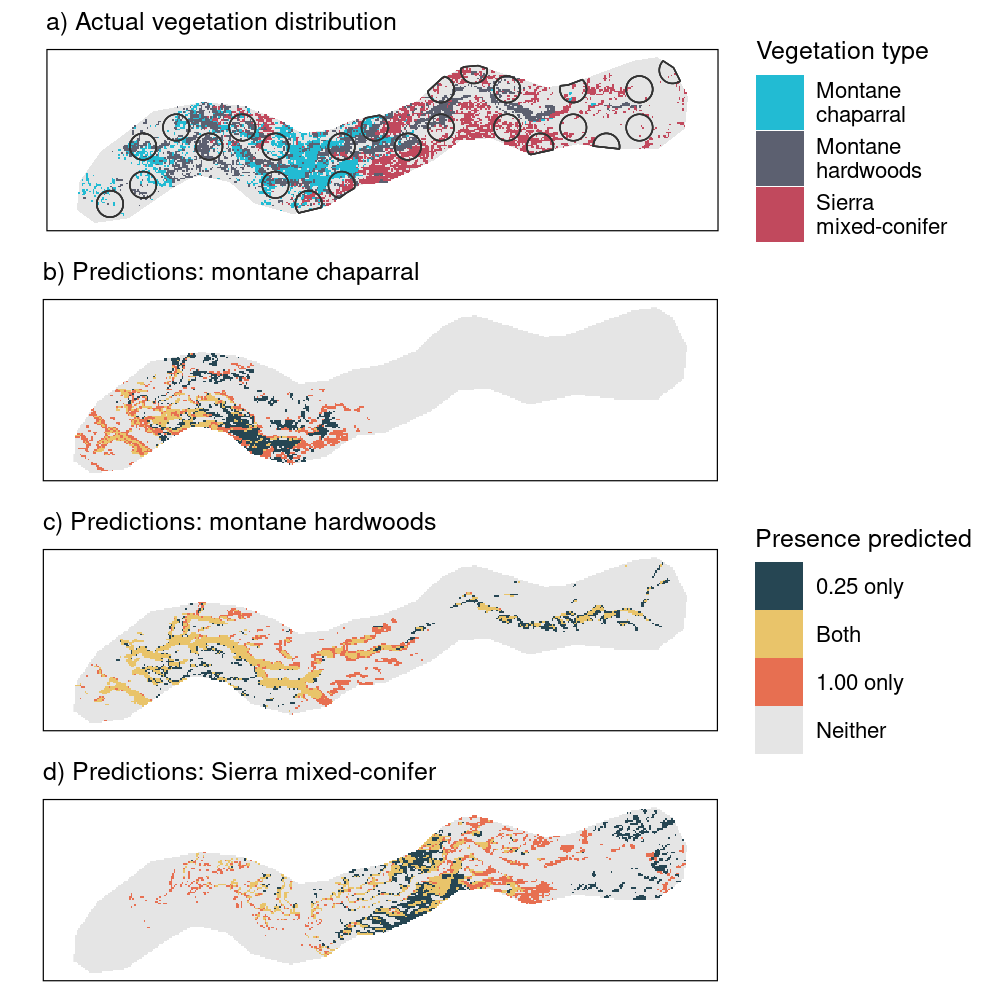 a) Actual vegetation distribution
Vegetation type
Montane
chaparral
Montane
hardwoods
Sierra
mixed-conifer
b) Predictions: montane chaparral
c) Predictions: montane hardwoods
Presence predicted
0.25 only
Both
1.00 only
Neither
d) Predictions: Sierra mixed-conifer